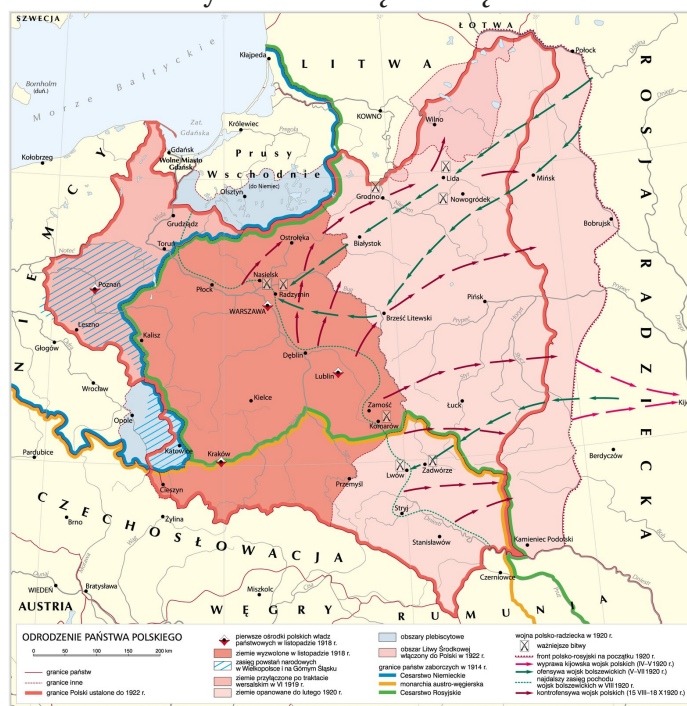 SZWECJA
ŁOTWA
Połock
Kłajpeda
LITWA
Bornholm
(duń.)
Morze Bałtyckie
Zat.
Gdańska
Królewiec
Pregoła
KOWNO
Wilno
ROSJA RADZIECKA
Kołobrzeg
Gdańsk
Wolne Miasto
Gdańsk
Prusy
Wschodnie
(do Niemiec)
Olsztyn
Lida
Mińsk
Grodno
Nowogródek
NIEMCY
Grudziądz
Bobrujsk
Ostrołęka
Białystok
Toruń
Noteć
Nasielsk
Płock
Radzymin
Bug
Poznań
WARSZAWA
Pińsk
Brześć Litewski
Prypeć
Leszno
Kalisz
Głogów
Dęblin
Lublin
Wrocław
Kielce
Zamość
Łuck
Opole
Komarów
Kij
Katowice
Berdyczów
Pardubice
Kraków
Lwów
Zadwórze
Cieszyn
Przemyśl
CZECHOSŁOWACJA
Stryj
Brno
Żylina
Stanisławów
Kamieniec Podolski
Czerniowce
Dunaj
WIEDEŃ
Bratysława
Miszkolc
AUSTRIA
WĘGRY
RUMUNIA
ODRODZENIE PAŃSTWA POLSKIEGO
0 50 100 150 200 km
granice państw
granice inne
granice Polski ustalone do 1922 r.
pierwsze ośrodki polskich władz
państwowych w listopadzie 1918 r.
ziemie wyzwolone w listopadzie 1918 r.
zasięg powstań narodowych
w Wielkopolsce i na Górnym Śląsku
ziemie przyłączone po traktacie
wersalskim w VI 1919 r.
ziemie opanowane do lutego 1920 r.
obszary plebiscytowe
obszar Litwy Środkowej
włączony do Polski w 1922 r.
granice państw zaborczych w 1914 r.
Cesarstwo Niemieckie
monarchia austro-węgierska
Cesarstwo Rosyjskie
wojna polsko-radziecka w 1920 r.
ważniejsze bitwy
front polsko-rosyjski na początku 1920 r.
wyprawa kijowska wojsk polskich (IV–V 1920 r.)
ofensywa wojsk bolszewickich (V–VII 1920 r.)
najdalszy zasięg pochodu
wojsk bolszewickich w VIII 1920 r.
kontrofensywa wojsk polskich (15 VIII–18 X 1920 r.)